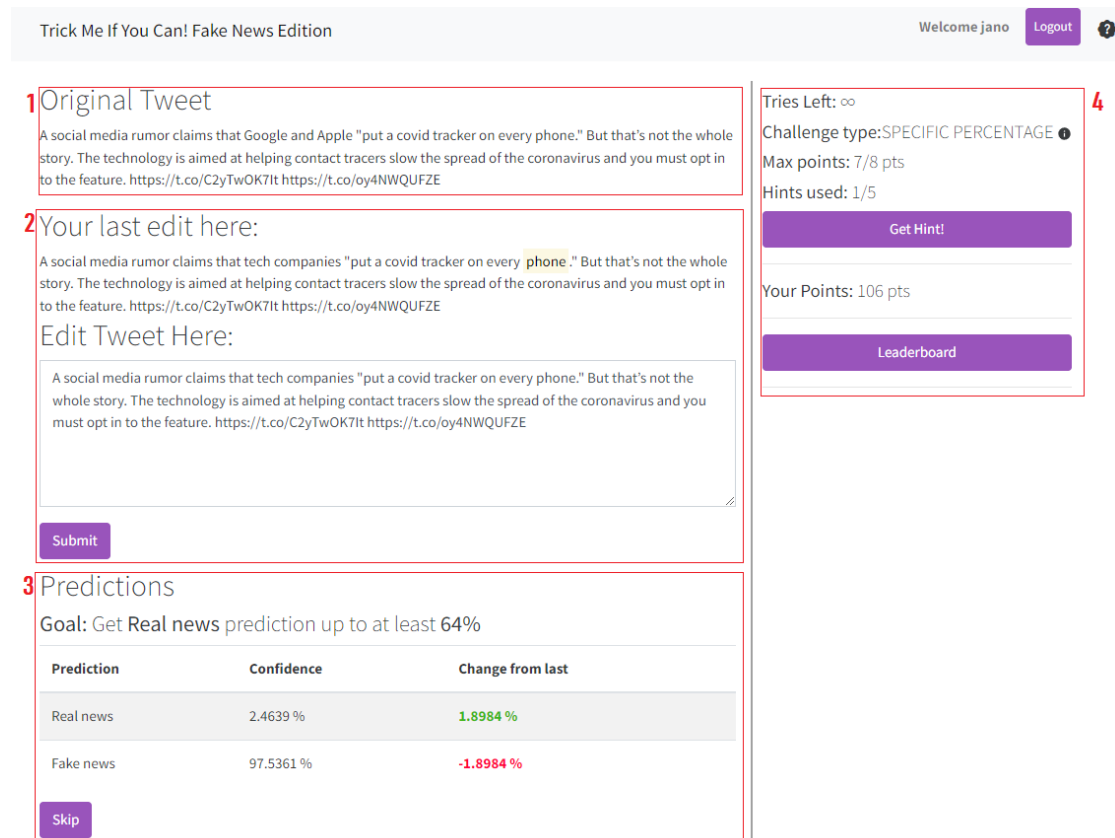 Trick Me If You Can! Fake News Edition
Welcome jano
Logout
?
1
Original Tweet
A social media rumor claims that Google and Apple "put a covid tracker on every phone." But that’s not the whole
story. The technology is aimed at helping contact tracers slow the spread of the coronavirus and you must opt in
to the feature. https://t.co/C2yTwOK7It https://t.co/oy4NWQUFZE
2
Your last edit here:
A social media rumor claims that tech companies "put a covid tracker on every phone." But that’s not the whole
story. The technology is aimed at helping contact tracers slow the spread of the coronavirus and you must opt in
to the feature. https://t.co/C2yTwOK7It https://t.co/oy4NWQUFZE
Edit Tweet Here:
A social media rumor claims that tech companies "put a covid tracker on every phone." But that’s not the
whole story. The technology is aimed at helping contact tracers slow the spread of the coronavirus and you
must opt in to the feature. https://t.co/C2yTwOK7It https://t.co/oy4NWQUFZE
Submit
3
Predictions
Goal: Get Real news prediction up to at least 64%
Prediction Confidence Change from last
Real news 2.4639 % 1.8984 %
Fake news 97.5361 % -1.8984 %
Skip
4
Tries Left: ∞
Challenge type:SPECIFIC PERCENTAGE i
Max points: 7/8 pts
Hints used: 1/5
Get Hint!
Your Points: 106 pts
Leaderboard